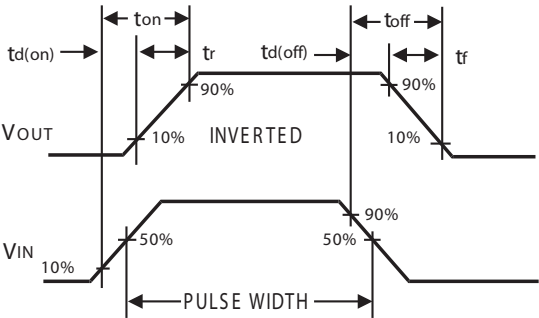 ton
toff
td(on)
tr
td(off)
tf
90%
90%
VOUT
10%
INVERTED
10%
90%
VIN
50%
50%
10%
PULSE WIDTH